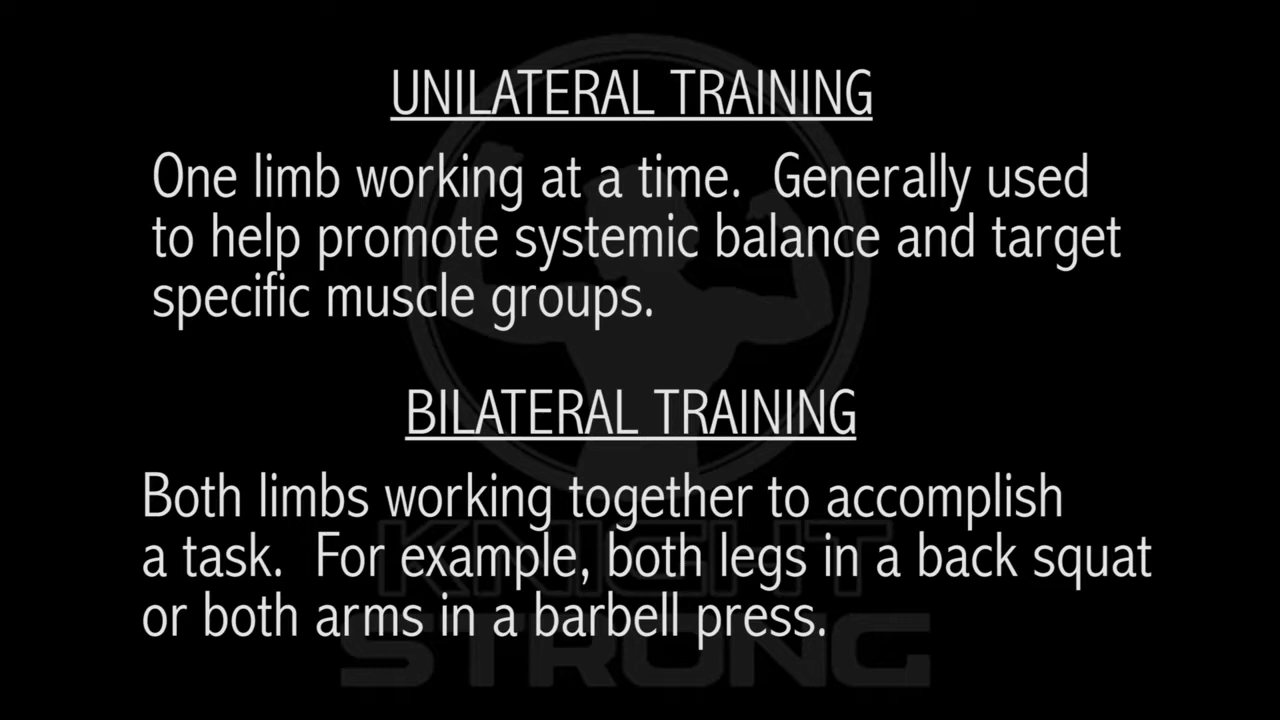 UNILATERAL TRAINING
One limb working at a time.  Generally used
to help promote systemic balance and target
specific muscle groups.
BILATERAL TRAINING
Both limbs working together to accomplish
a task.  For example, both legs in a back squat
or both arms in a barbell press.
KNIGHT
STRONG